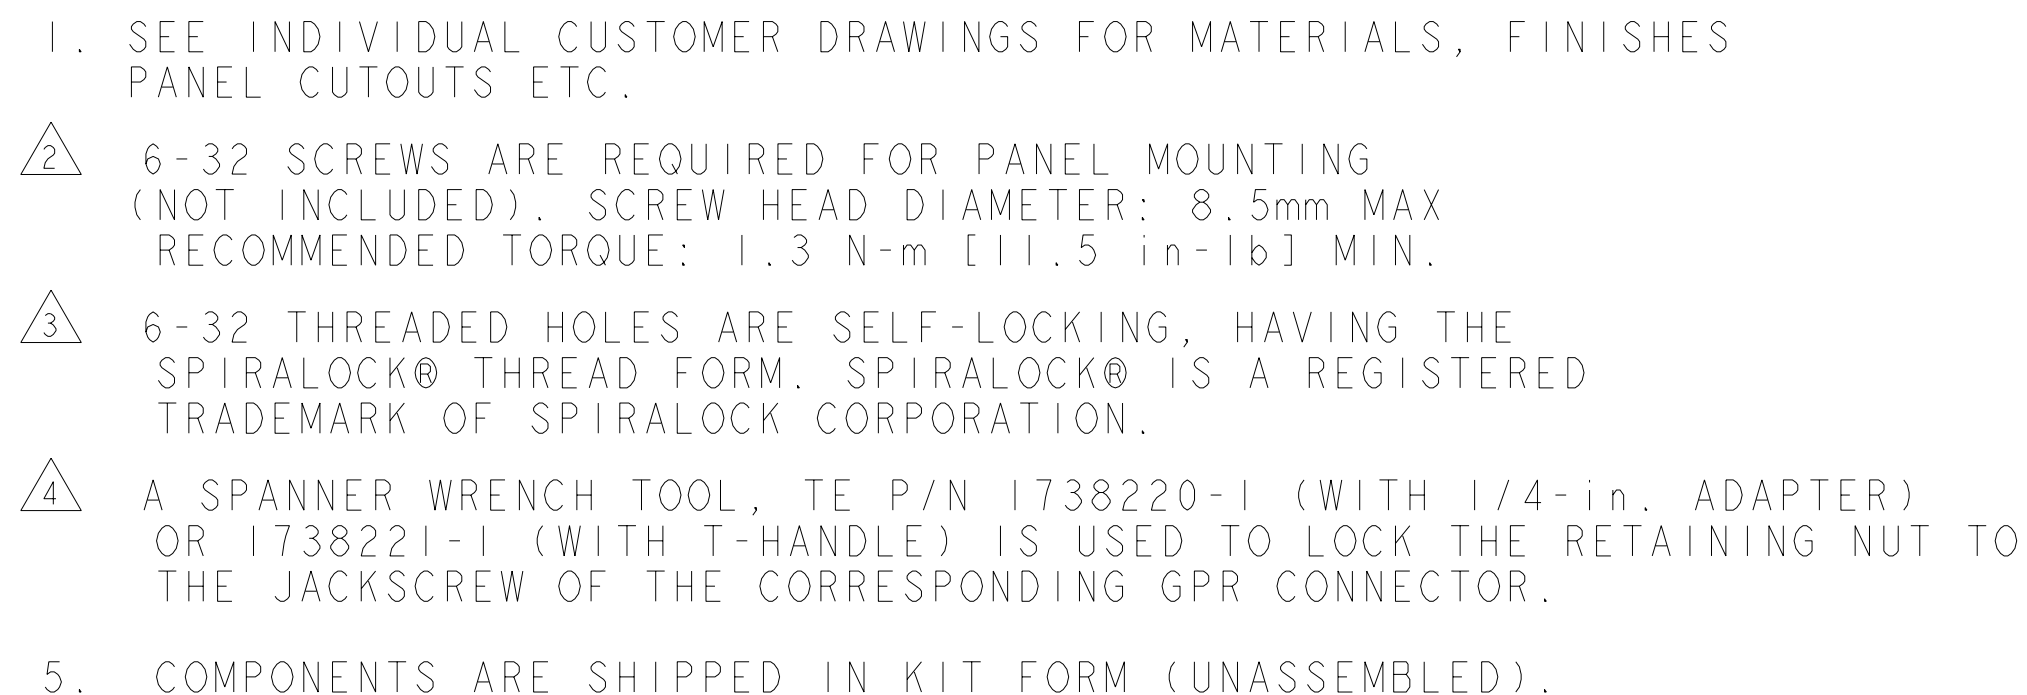 1. SEE INDIVIDUAL CUSTOMER DRAWINGS FOR MATERIALS, FINISHES
PANEL CUTOUTS ETC.
2 6-32 SCREWS ARE REQUIRED FOR PANEL MOUNTING
(NOT INCLUDED). SCREW HEAD DIAMETER: 8.5mm MAX
RECOMMENDED TORQUE: 1.3 N-m [11.5 in-lb] MIN.
3 6-32 THREADED HOLES ARE SELF-LOCKING, HAVING THE
SPIRALOCK® THREAD FORM. SPIRALOCK® IS A REGISTERED
TRADEMARK OF SPIRALOCK CORPORATION.
4 A SPANNER WRENCH TOOL, TE P/N 1738220-1 (WITH 1/4-in. ADAPTER)
OR 1738221-1 (WITH T-HANDLE) IS USED TO LOCK THE RETAINING NUT TO
THE JACKSCREW OF THE CORRESPONDING GPR CONNECTOR.
5. COMPONENTS ARE SHIPPED IN KIT FORM (UNASSEMBLED).